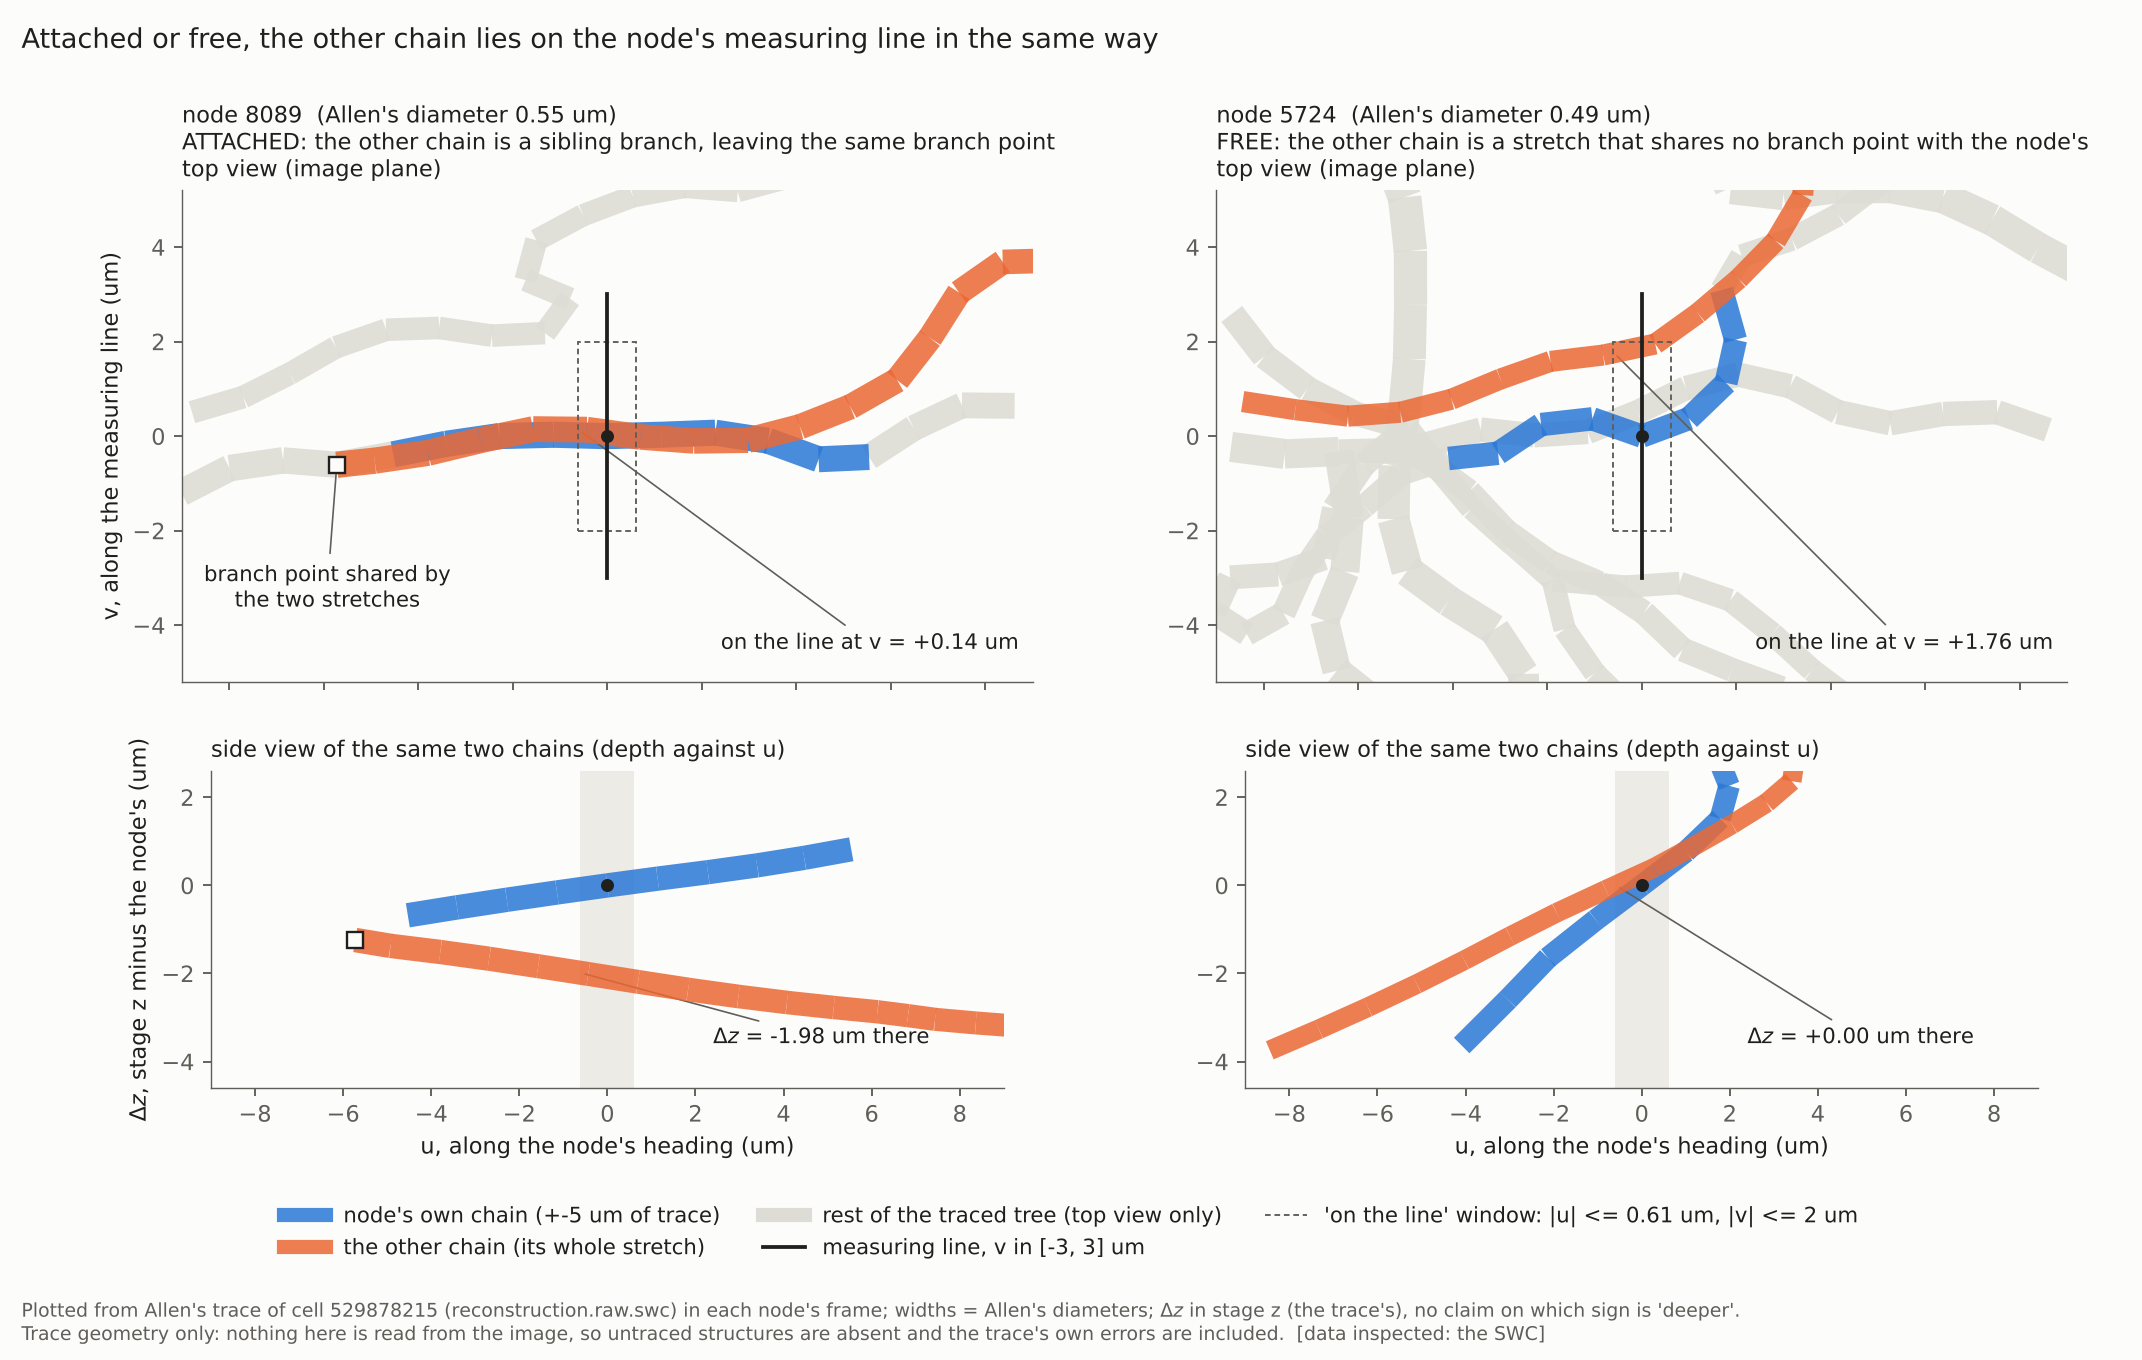 Attached or free, the other chain lies on the node's measuring line in the same way
node 8089  (Allen's diameter 0.55 um)
ATTACHED: the other chain is a sibling branch, leaving the same branch point
top view (image plane)
v, along the measuring line (um)
4
2
0
−2
−4
branch point shared by
the two stretches
on the line at v = +0.14 um
node 5724  (Allen's diameter 0.49 um)
FREE: the other chain is a stretch that shares no branch point with the node's
top view (image plane)
4
2
0
−2
−4
on the line at v = +1.76 um
side view of the same two chains (depth against u)
Δz, stage z minus the node's (um)
2
0
−2
−4
Δz = -1.98 um there
−8 −6 −4 −2 0 2 4 6 8
u, along the node's heading (um)
side view of the same two chains (depth against u)
2
0
−2
−4
Δz = +0.00 um there
−8 −6 −4 −2 0 2 4 6 8
u, along the node's heading (um)
node's own chain (+-5 um of trace)
the other chain (its whole stretch)
rest of the traced tree (top view only)
measuring line, v in [-3, 3] um
'on the line' window: |u| <= 0.61 um, |v| <= 2 um
Plotted from Allen's trace of cell 529878215 (reconstruction.raw.swc) in each node's frame; widths = Allen's diameters; Δz in stage z (the trace's), no claim on which sign is 'deeper'.
Trace geometry only: nothing here is read from the image, so untraced structures are absent and the trace's own errors are included.  [data inspected: the SWC]